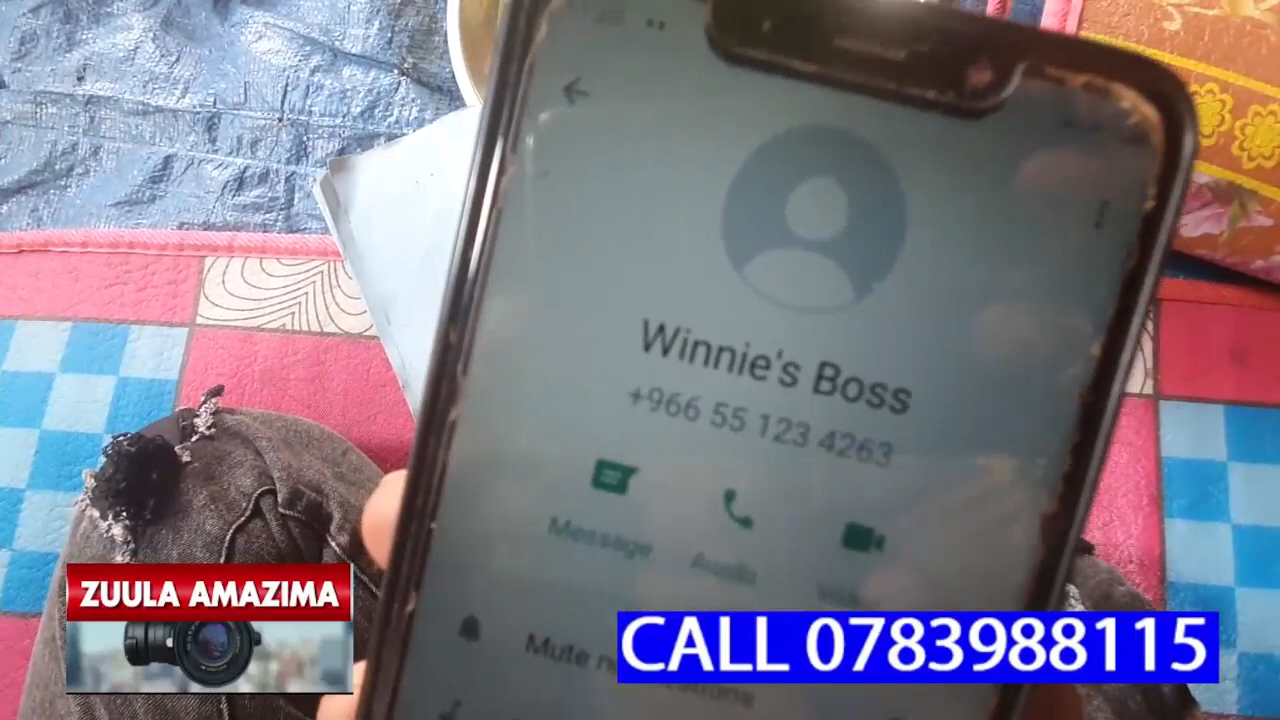 Winnie's Boss
+966 55 123 4263
Message Audio
Mute
ZUULA AMAZIMA
CALL 0783988115